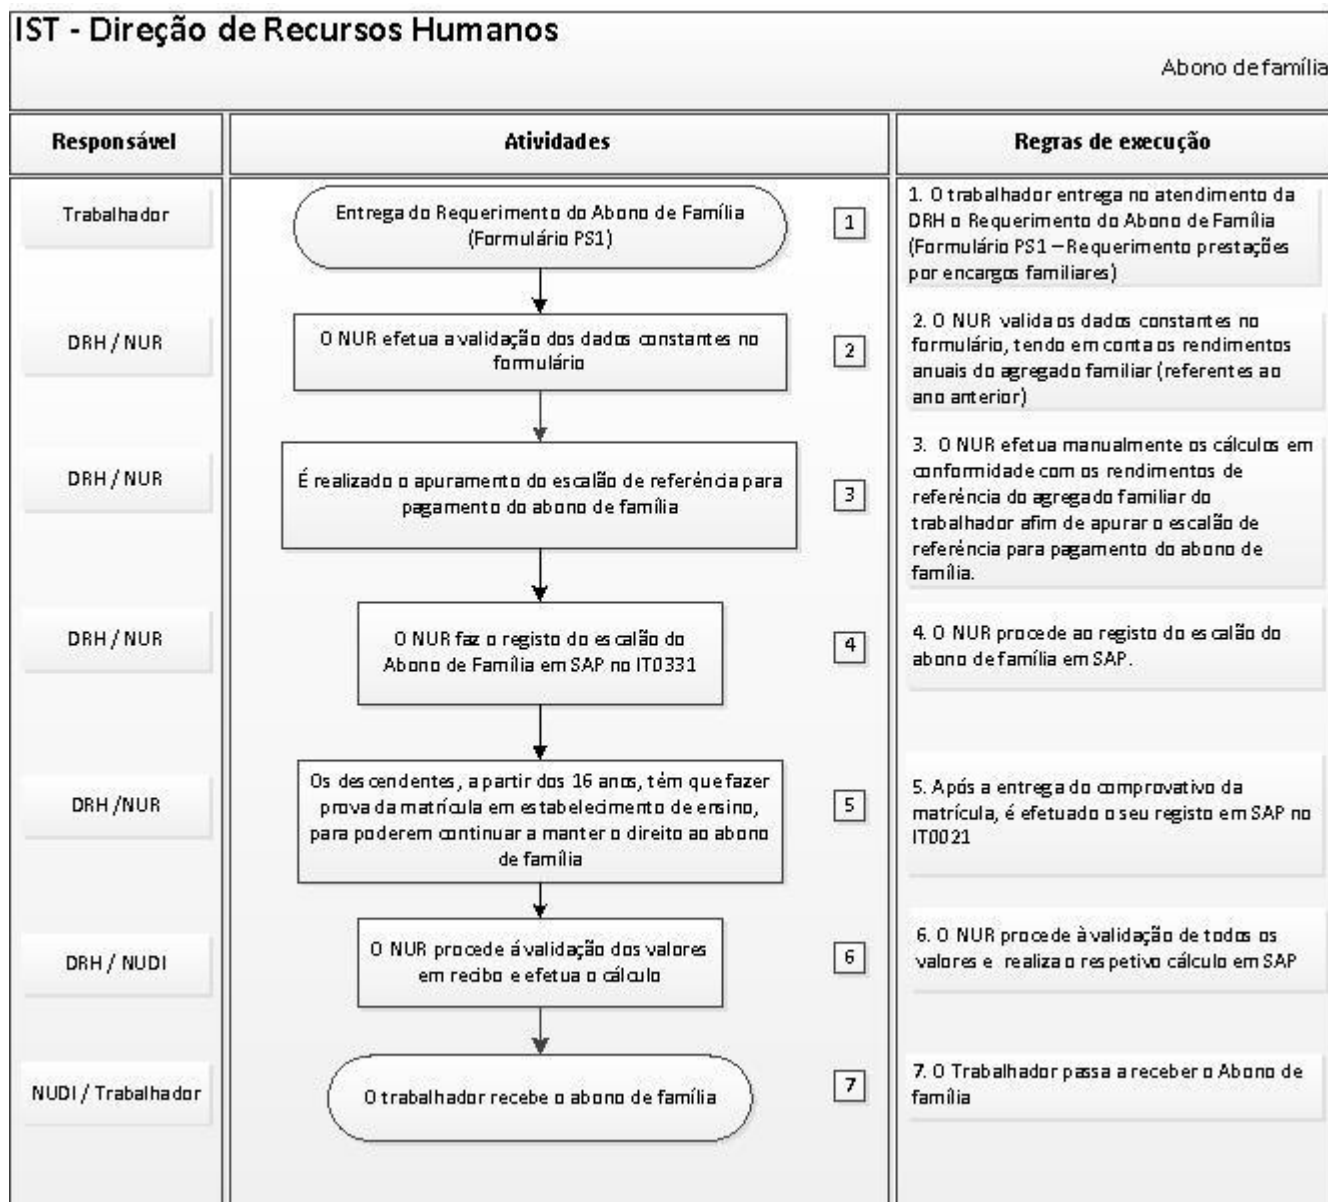 IST - Direção de Recursos Humanos
Abono de família
Responsável
Atividades
Regras de execução
Trabalhador
Entrega do Requerimento do Abono de Família
(Formulário PS1)
1
1. O trabalhador entrega no atendimento da
DRH o Requerimento do Abono de Família
(Formulário PS1 – Requerimento prestações
por encargos familiares)
DRH / NUR
O NUR efetua a validação dos dados constantes no
formulário
2
2. O NUR valida os dados constantes no
formulário, tendo em conta os rendimentos
anuais do agregado familiar (referentes ao
ano anterior)
DRH / NUR
É realizado o apuramento do escalão de referência para
pagamento do abono de família
3
3. O NUR efetua manualmente os cálculos em
conformidade com os rendimentos de
referência do agregado familiar do
trabalhador afim de apurar o escalão de
referência para pagamento do abono de
família.
DRH / NUR
O NUR faz o registo do escalão do
Abono de Família em SAP no IT0331
4
4. O NUR procede ao registo do escalão do
abono de família em SAP.
DRH /NUR
Os descendentes, a partir dos 16 anos, têm que fazer
prova da matrícula em estabelecimento de ensino,
para poderem continuar a manter o direito ao abono
de família
5
5. Após a entrega do comprovativo da
matrícula, é efetuado o seu registo em SAP no
IT0021
DRH / NUDI
O NUR procede á validação dos valores
em recibo e efetua o cálculo
6
6. O NUR procede à validação de todos os
valores e realiza o respetivo cálculo em SAP
NUDI / Trabalhador
O trabalhador recebe o abono de família
7
7. O Trabalhador passa a receber o Abono de
família